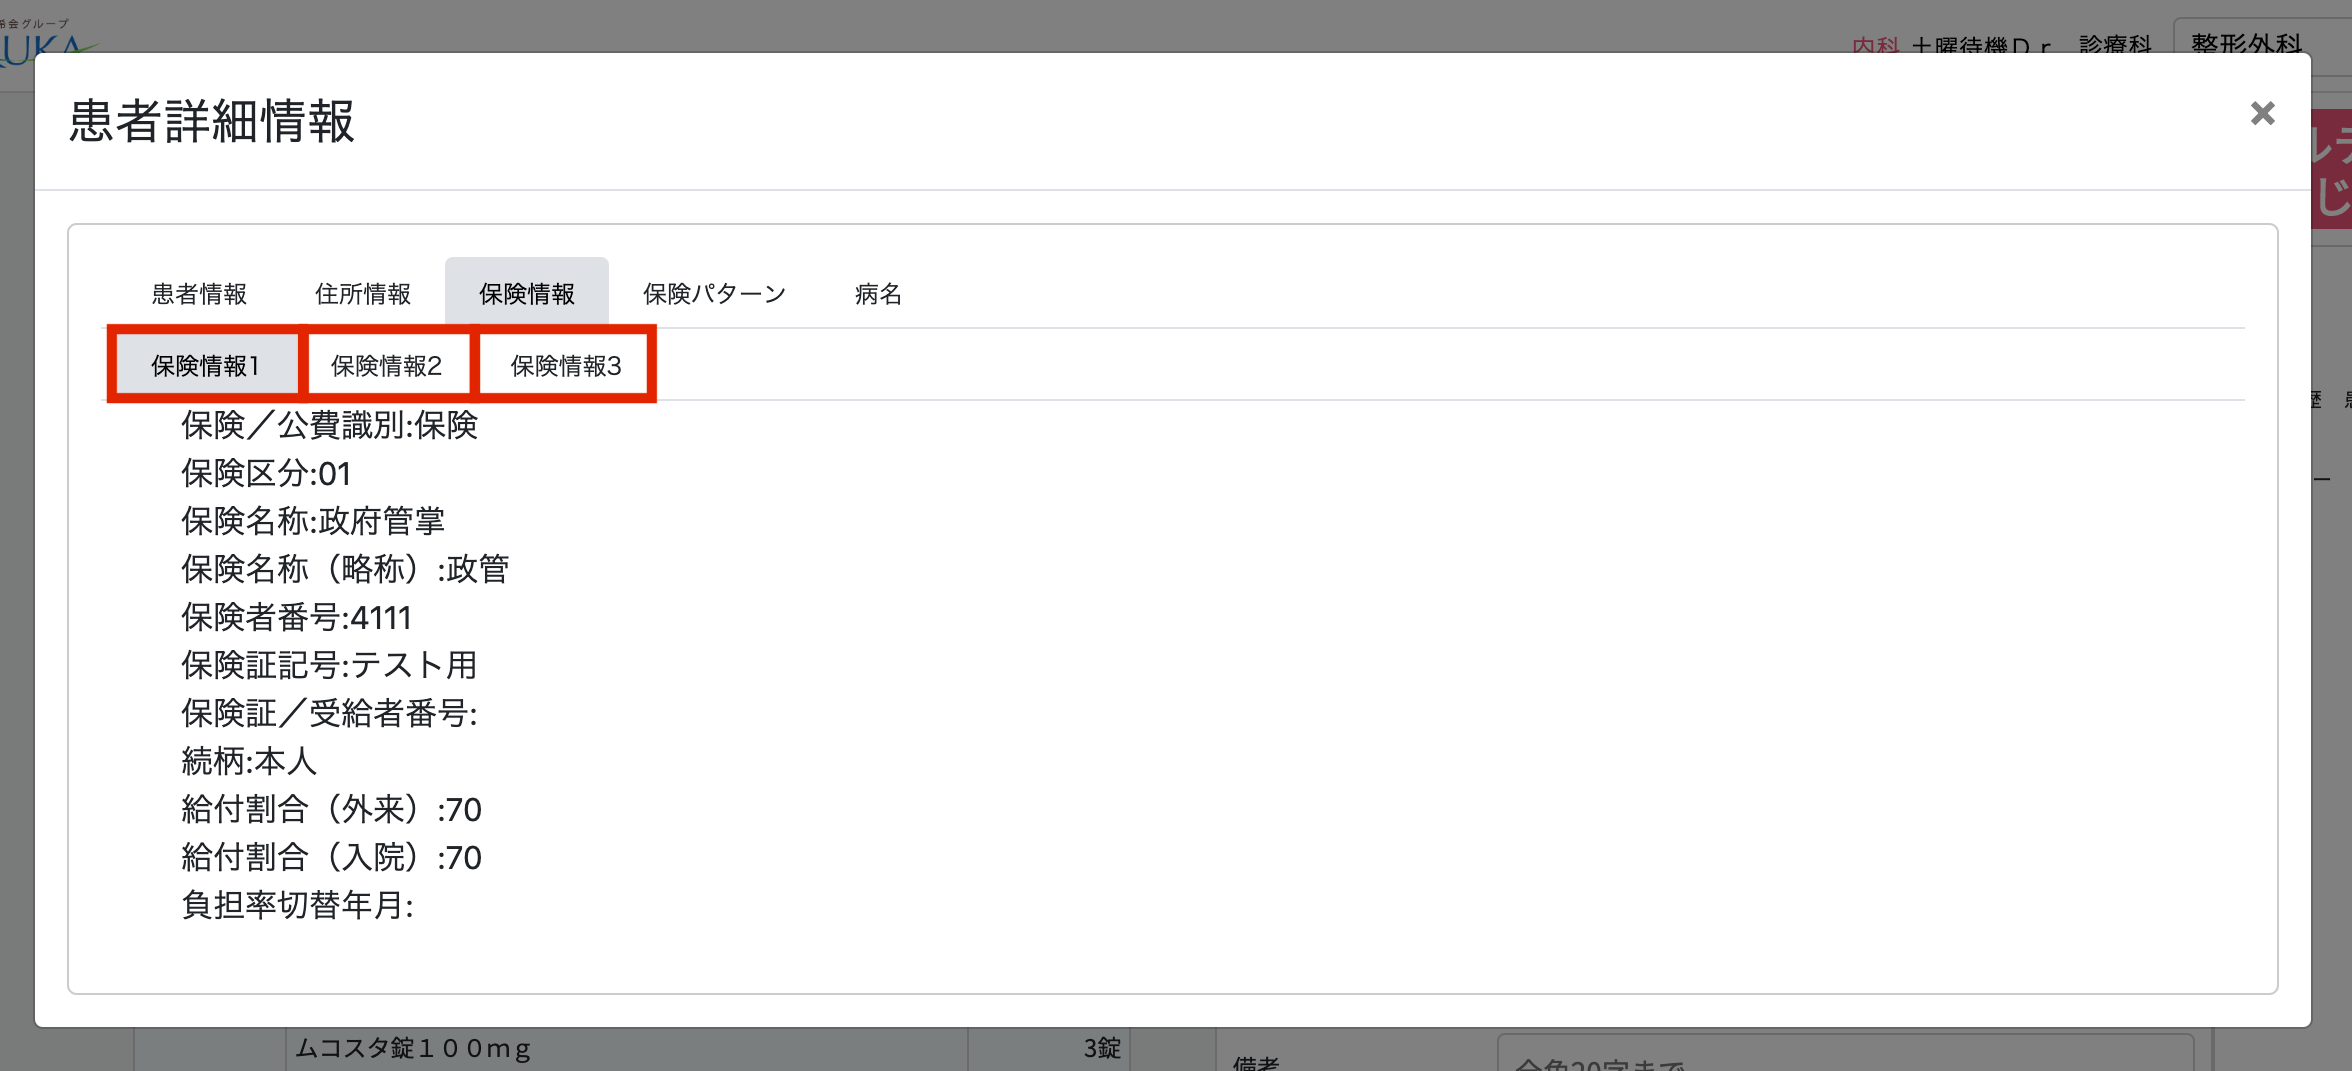 希会グループ
UKA
内科 土曜待機Ｄｒ 診療科 整形外科
患者詳細情報
×
患者情報 住所情報 保険情報 保険パターン 病名
保険情報1 保険情報2 保険情報3
保険／公費識別:保険
保険区分:01
保険名称:政府管掌
保険名称（略称）:政管
保険者番号:4111
保険証記号:テスト用
保険証／受給者番号:
続柄:本人
給付割合（外来）:70
給付割合（入院）:70
負担率切替年月:
ムコスタ錠１００ｍｇ 3錠
備考 全角20字まで